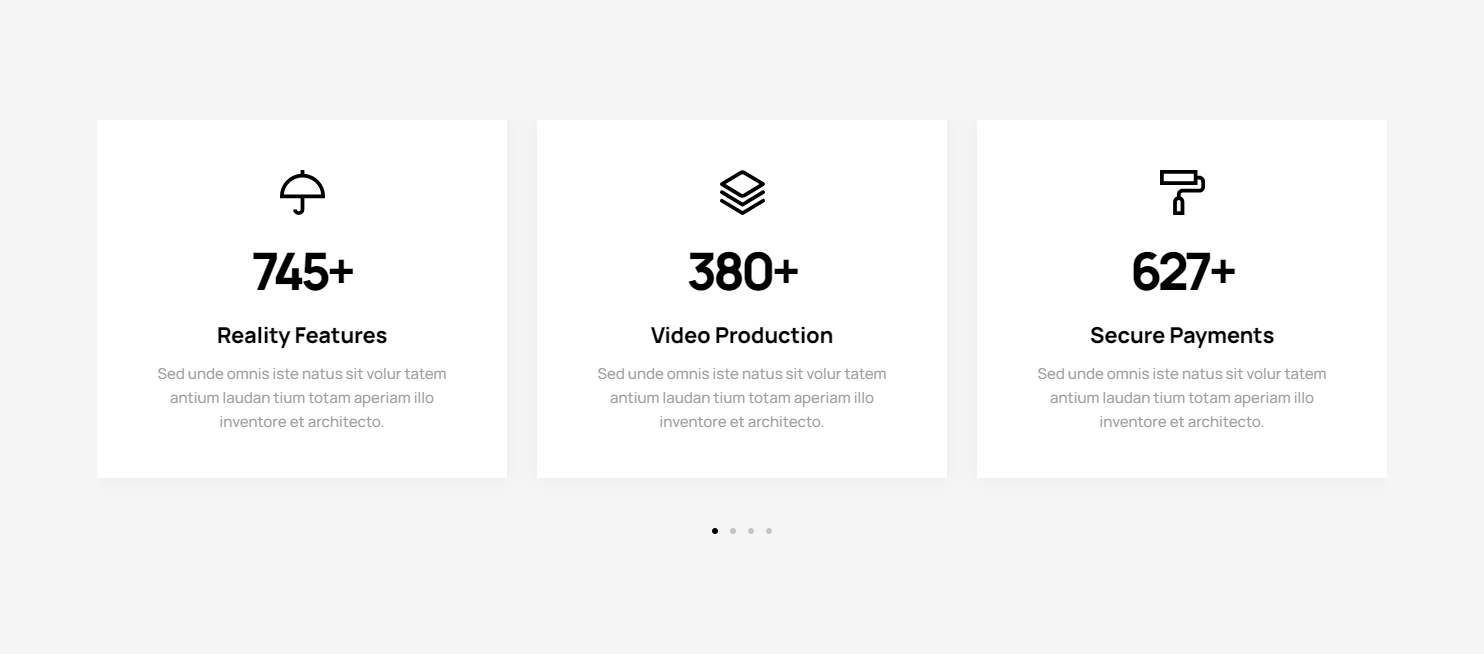 745+
Reality Features
Sed unde omnis iste natus sit volur tatem
antium laudan tium totam aperiam illo
inventore et architecto.
380+
Video Production
Sed unde omnis iste natus sit volur tatem
antium laudan tium totam aperiam illo
inventore et architecto.
627+
Secure Payments
Sed unde omnis iste natus sit volur tatem
antium laudan tium totam aperiam illo
inventore et architecto.